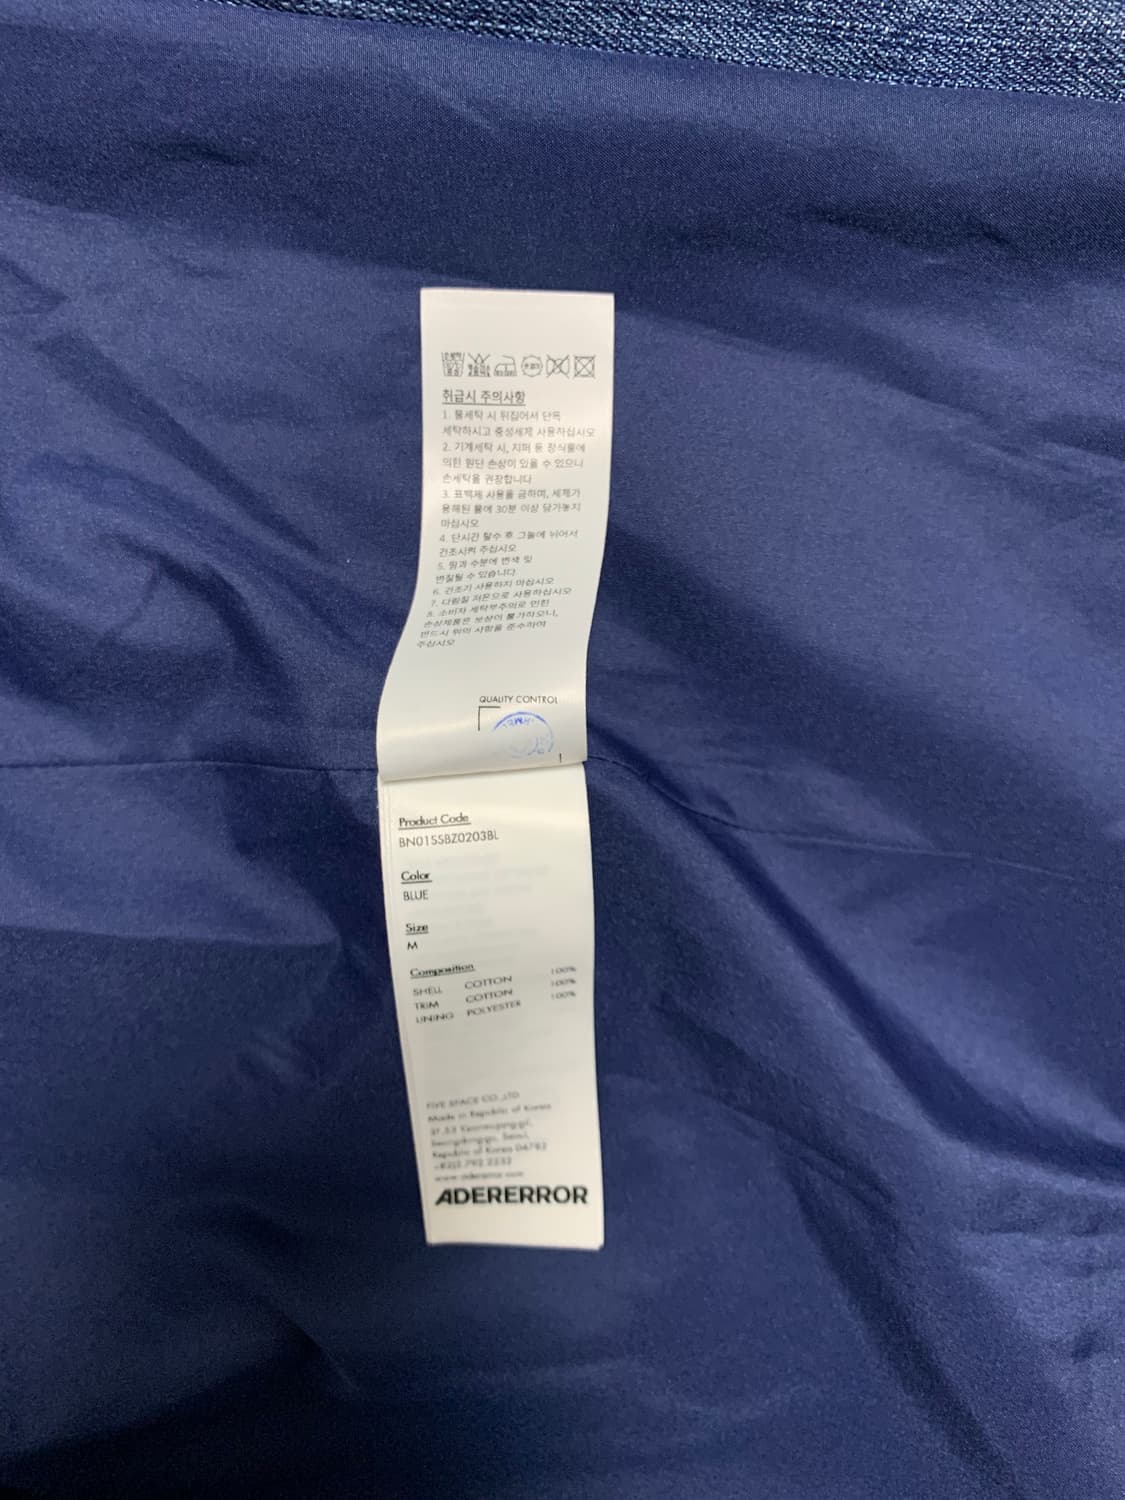 취급시 주의사항
1. 물세탁 시 뒤집어서 단독
세탁하시고 중성세제 사용하십시오
2. 기계세탁 시, 지퍼 등 장식물에
의한 원단 손상이 있을 수 있으니
손세탁을 권장합니다
3. 표백제 사용을 금하며, 세제가
용해된 물에 30분 이상 담가놓지
마십시오
4. 단시간 탈수 후 그늘에 뉘어서
건조시켜 주십시오
5. 땀과 수분에 변색 및
변질될 수 있습니다
6. 건조기 사용하지 마십시오
7. 다림질 저온으로 사용하십시오
8. 소비자 세탁부주의로 인한
손상제품은 보상이 불가하오니,
반드시 위의 사항을 준수하여
주십시오
QUALITY CONTROL
Product Code
BN01SSBZ0203BL
Color
BLUE
Size
M
Composition
SHELL COTTON 100%
TRIM COTTON 100%
LINING POLYESTER 100%
FIVE SPACE CO.,LTD
Made in Republic of Korea
Seongdong-gu, Seoul,
Republic of Korea 04782
www.adererror.com
ADERERROR